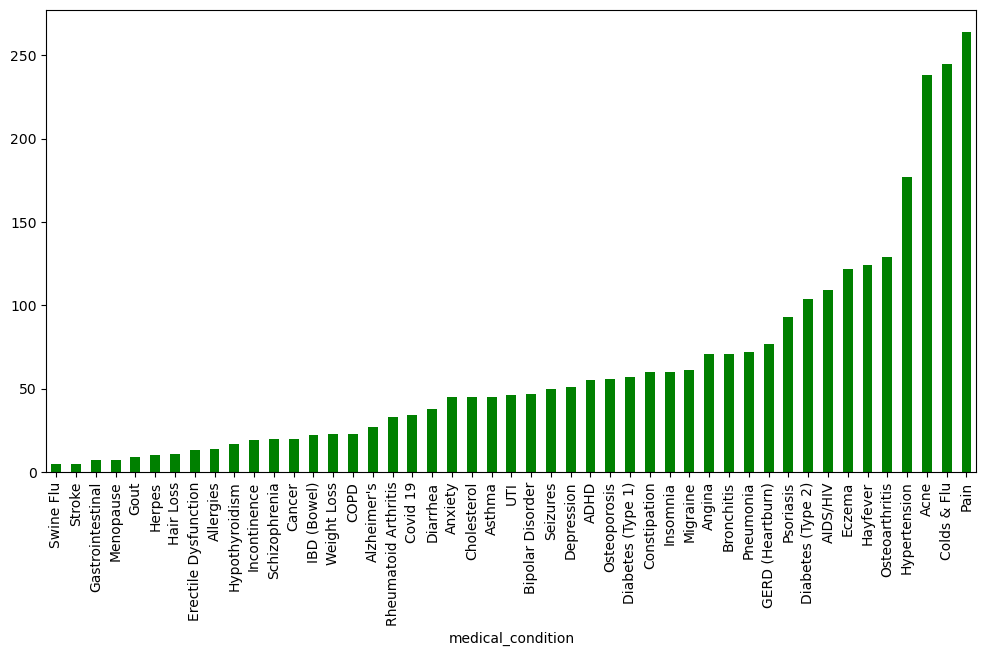 250
200
150
100
50
0
Swine Flu
Stroke
Gastrointestinal
Menopause
Gout
Herpes
Hair Loss
Erectile Dysfunction
Allergies
Hypothyroidism
Incontinence
Schizophrenia
Cancer
IBD (Bowel)
Weight Loss
COPD
Alzheimer's
Rheumatoid Arthritis
Covid 19
Diarrhea
Anxiety
Cholesterol
Asthma
UTI
Bipolar Disorder
Seizures
Depression
ADHD
Osteoporosis
Diabetes (Type 1)
Constipation
Insomnia
Migraine
Angina
Bronchitis
Pneumonia
GERD (Heartburn)
Psoriasis
Diabetes (Type 2)
AIDS/HIV
Eczema
Hayfever
Osteoarthritis
Hypertension
Acne
Colds & Flu
Pain
medical_condition